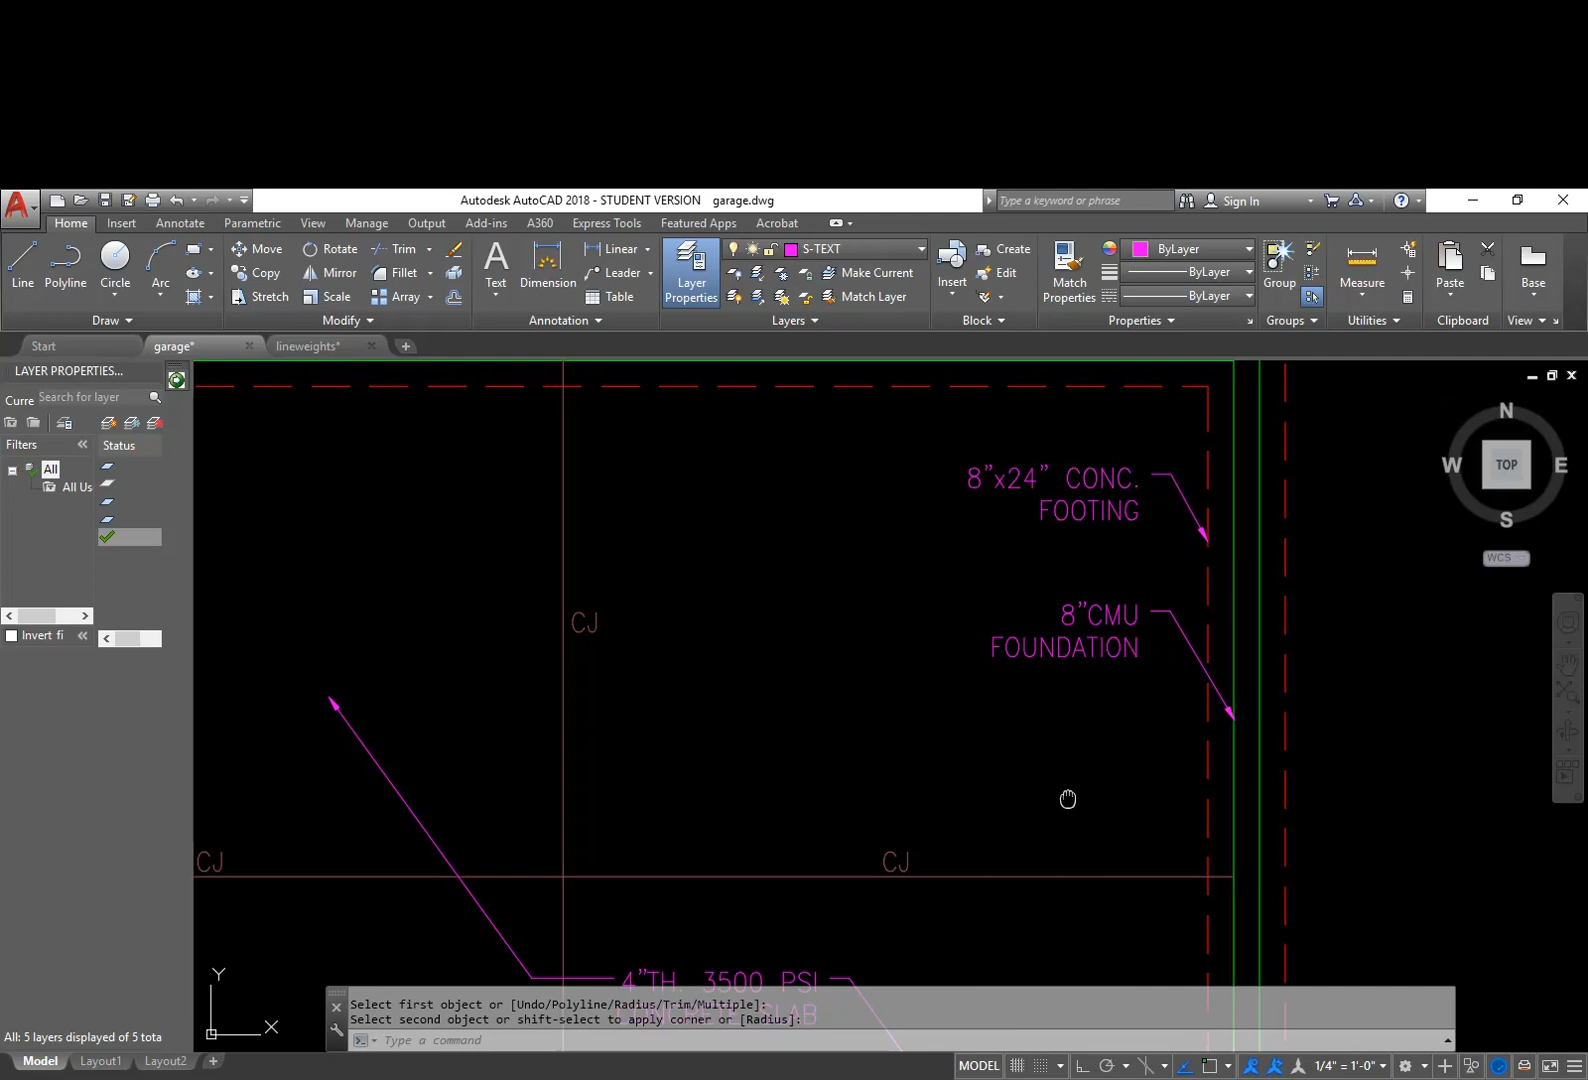 Autodesk AutoCAD 2018 - STUDENT VERSION garage.dwg
Type a keyword or phrase
Sign In
Home Insert Annotate Parametric View Manage Output Add-ins A360 Express Tools Featured Apps Acrobat
Line Polyline Circle Arc
Move Rotate Trim
Copy Mirror Fillet
Stretch Scale Array
Text Dimension
Linear
Leader
Table
Layer Properties
S-TEXT
Make Current
Match Layer
Insert
Create
Edit
Match Properties
ByLayer
ByLayer
ByLayer
Group
Measure
Paste
Base
Draw Modify Annotation Layers Block Properties Groups Utilities Clipboard View
Start garage* lineweights*
LAYER PROPERTIES...
Curre Search for layer
Filters Status
All
All Us
Invert fi
All: 5 layers displayed of 5 tota
8"x24" CONC.
FOOTING
8"CMU
FOUNDATION
CJ
CJ
CJ
4"TH. 3500 PSI
CONCRETE SLAB
N
W TOP E
S
WCS
Y
X
Select first object or [Undo/Polyline/Radius/Trim/Multiple]:
Select second object or shift-select to apply corner or [Radius]:
Type a command
Model Layout1 Layout2
MODEL 1/4" = 1'-0"